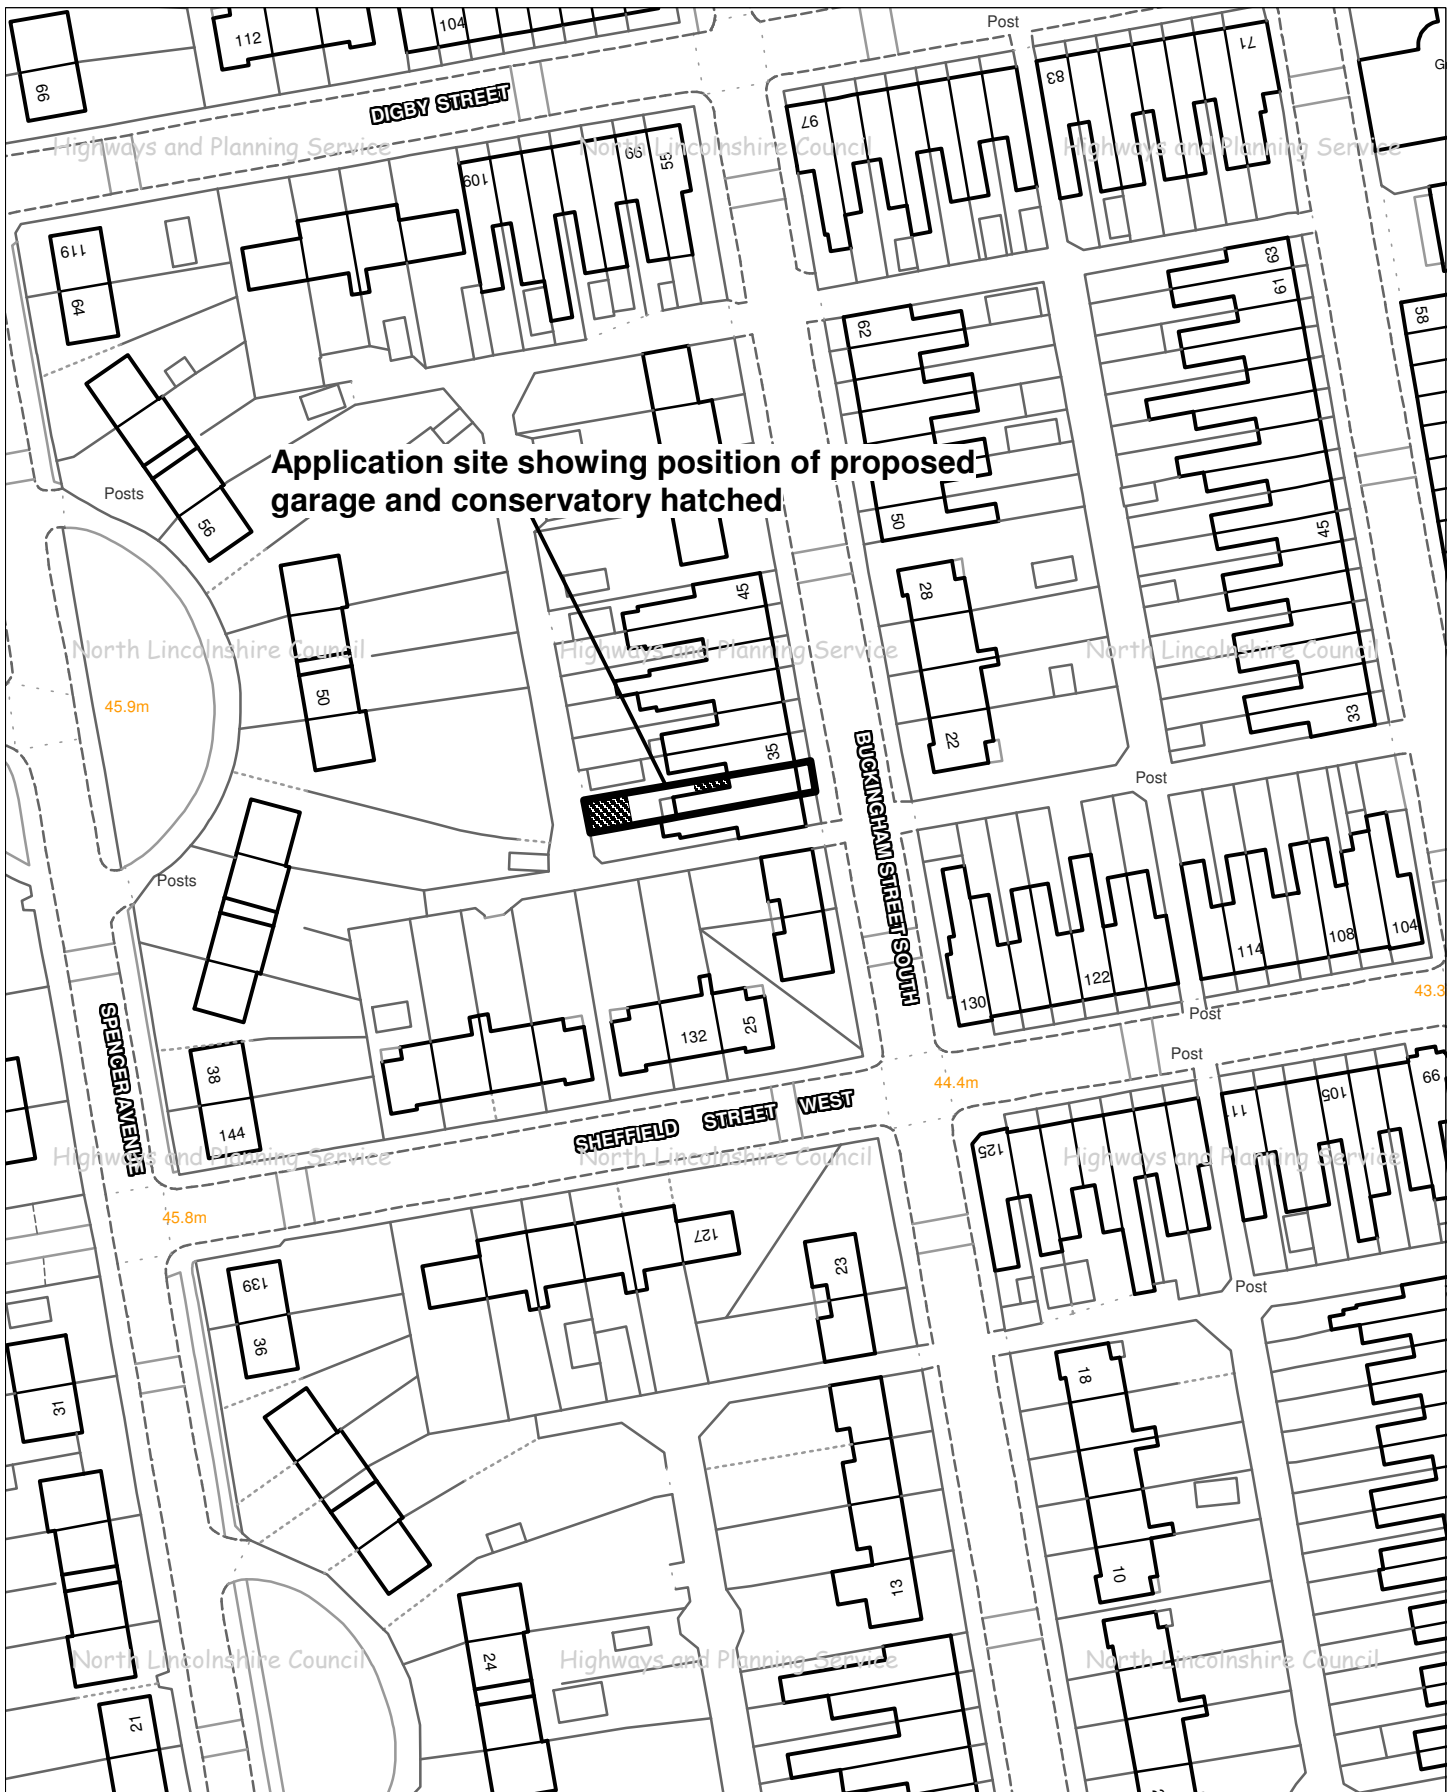 Post
112
104
71
66
83
G
DIGBY STREET
97
Highways and Planning Service
North Lincolnshire Council
Highways and Planning Service
99
55
109
119
63
61
64
58
62
Application site showing position of proposed
garage and conservatory hatched
Posts
56
50
45
45
28
North Lincolnshire Council
Highways and Planning Service
North Lincolnshire Council
50
45.9m
33
22
35
BUCKINGHAM STREET SOUTH
Post
Posts
104
108
114
122
130
43.3
Post
SPENCER AVENUE
25
132
Post
38
44.4m
99
105
11
SHEFFIELD STREET WEST
144
125
Highways and Planning Service
North Lincolnshire Council
Highways and Planning Service
45.8m
127
23
139
Post
36
18
31
10
13
24
North Lincolnshire Council
Highways and Planning Service
North Lincolnshire Council
21